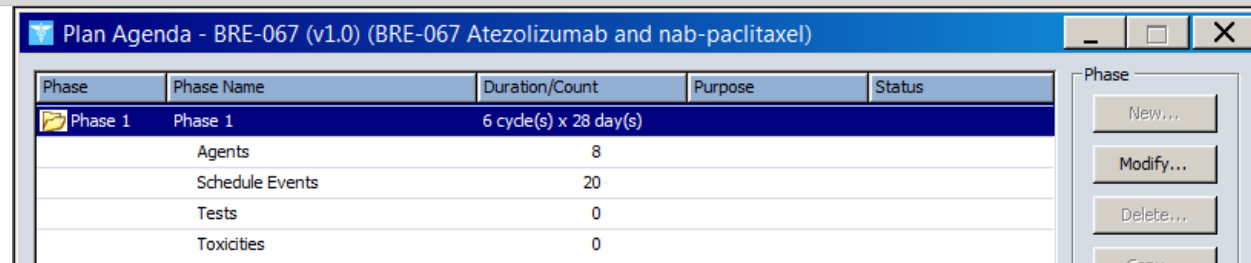 Plan Agenda - BRE-067 (v1.0) (BRE-067 Atezolizumab and nab-paclitaxel)
Phase Phase Name Duration/Count Purpose Status
Phase 1 Phase 1 6 cycle(s) x 28 day(s)
Agents 8
Schedule Events 20
Tests 0
Toxicities 0
Phase
New...
Modify...
Delete...